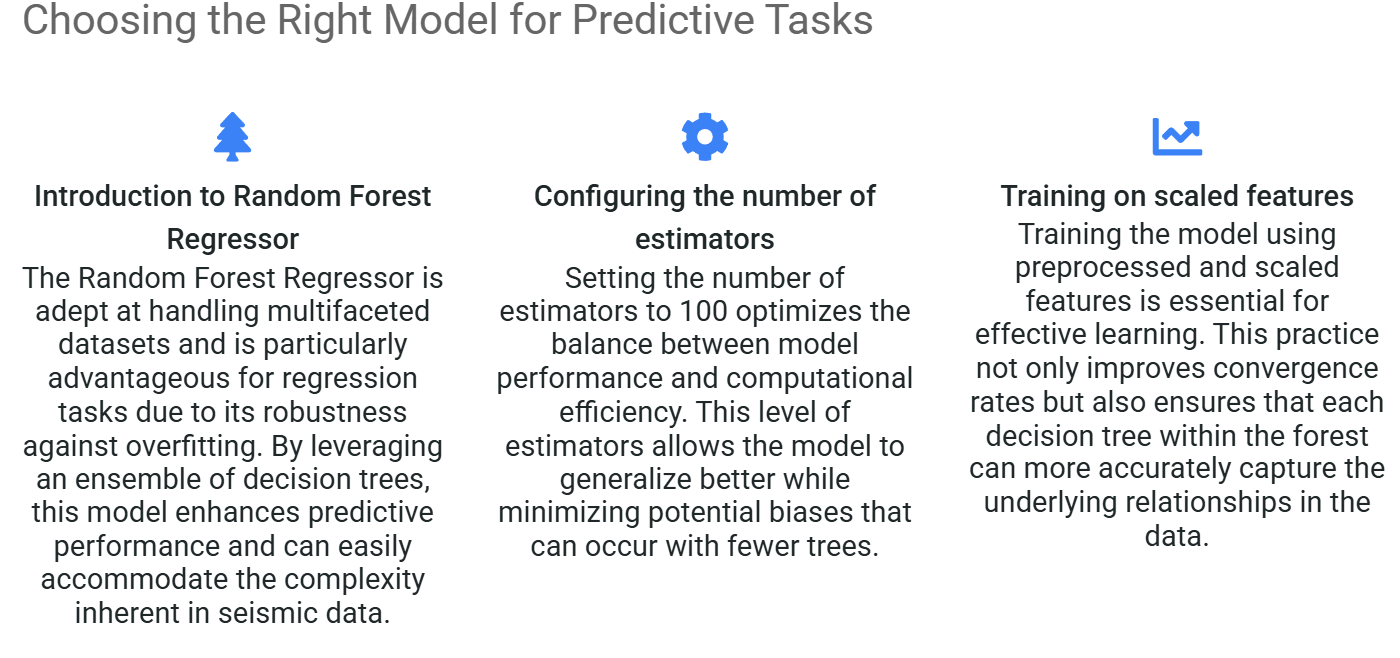 Choosing the Right Model for Predictive Tasks
Introduction to Random Forest
Regressor
The Random Forest Regressor is
adept at handling multifaceted
datasets and is particularly
advantageous for regression
tasks due to its robustness
against overfitting. By leveraging
an ensemble of decision trees,
this model enhances predictive
performance and can easily
accommodate the complexity
inherent in seismic data.
Configuring the number of
estimators
Setting the number of
estimators to 100 optimizes the
balance between model
performance and computational
efficiency. This level of
estimators allows the model to
generalize better while
minimizing potential biases that
can occur with fewer trees.
Training on scaled features
Training the model using
preprocessed and scaled
features is essential for
effective learning. This practice
not only improves convergence
rates but also ensures that each
decision tree within the forest
can more accurately capture the
underlying relationships in the
data.